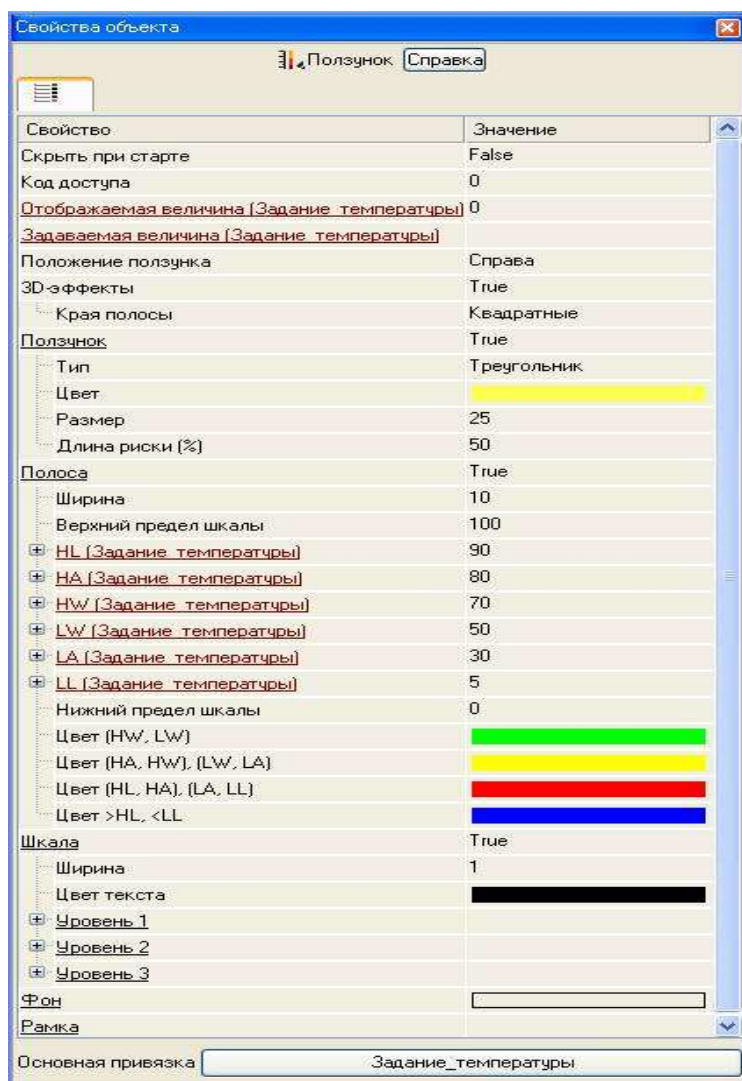 Свойства объекта
Ползунок Справка
Свойство Значение
Скрыть при старте False
Код доступа 0
Отображаемая величина (Задание_температуры) 0
Задаваемая величина (Задание_температуры)
Положение ползунка Справа
3D-эффекты True
Края полосы Квадратные
Ползунок True
Тип Треугольник
Цвет
Размер 25
Длина риски (%) 50
Полоса True
Ширина 10
Верхний предел шкалы 100
HL (Задание_температуры) 90
HA (Задание_температуры) 80
HW (Задание_температуры) 70
LW (Задание_температуры) 50
LA (Задание_температуры) 30
LL (Задание_температуры) 5
Нижний предел шкалы 0
Цвет (HW, LW)
Цвет (HA, HW), (LW, LA)
Цвет (HL, HA), (LA, LL)
Цвет >HL, <LL
Шкала True
Ширина 1
Цвет текста
Уровень 1
Уровень 2
Уровень 3
Фон
Рамка
Основная привязка Задание_температуры